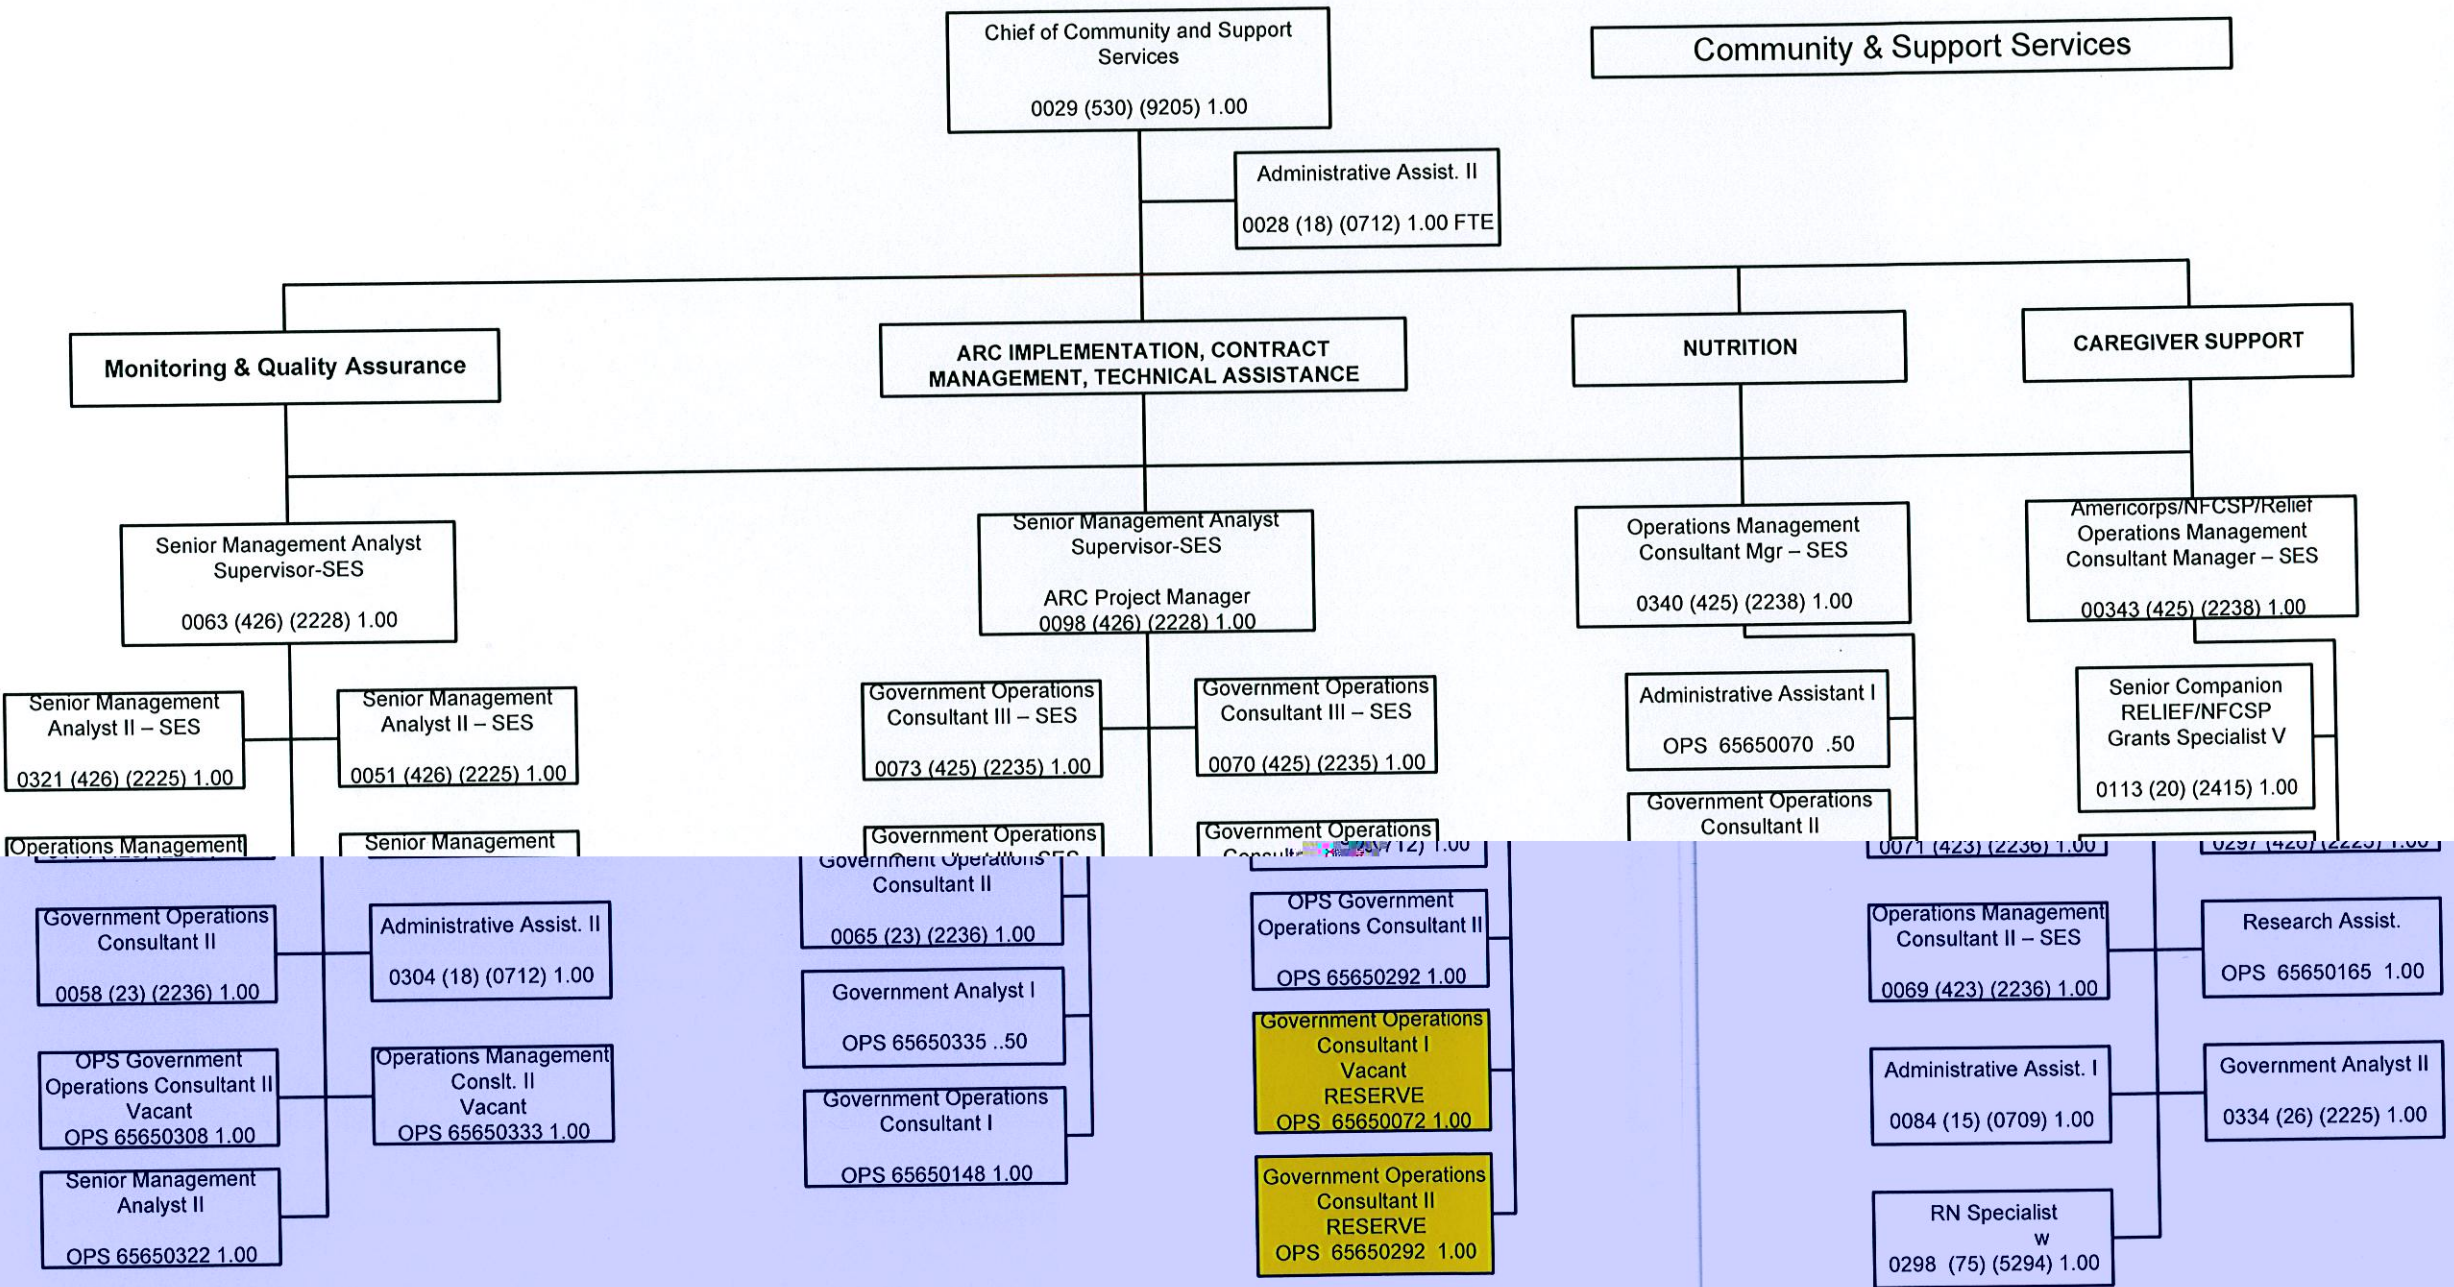 Chief of Community and Support
Services
0029 (530) (9205) 1.00
Community & Support Services
Administrative Assist. II
0028 (18) (0712) 1.00 FTE
Monitoring & Quality Assurance
ARC IMPLEMENTATION, CONTRACT
MANAGEMENT, TECHNICAL ASSISTANCE
NUTRITION
CAREGIVER SUPPORT
Senior Management Analyst
Supervisor-SES
0063 (426) (2228) 1.00
Senior Management Analyst
Supervisor-SES
ARC Project Manager
0098 (426) (2228) 1.00
Operations Management
Consultant Mgr – SES
0340 (425) (2238) 1.00
Americorps/NFCSP/Relief
Operations Management
Consultant Manager – SES
00343 (425) (2238) 1.00
Senior Management
Analyst II – SES
0321 (426) (2225) 1.00
Senior Management
Analyst II – SES
0051 (426) (2225) 1.00
Government Operations
Consultant III – SES
0073 (425) (2235) 1.00
Government Operations
Consultant III – SES
0070 (425) (2235) 1.00
Administrative Assistant I
OPS 65650070 .50
Senior Companion
RELIEF/NFCSP
Grants Specialist V
0113 (20) (2415) 1.00
Operations Management
Senior Management
Government Operations
Government Operations
Government Operations
Consultant II
Government Operations
Consultant II
0058 (23) (2236) 1.00
Administrative Assist. II
0304 (18) (0712) 1.00
OPS Government
Operations Consultant II
Vacant
OPS 65650308 1.00
Operations Management
Conslt. II
Vacant
OPS 65650333 1.00
Senior Management
Analyst II
OPS 65650322 1.00
Government Operations
Consultant II
0065 (23) (2236) 1.00
Government Analyst I
OPS 65650335 ..50
Government Operations
Consultant I
OPS 65650148 1.00
1.00
OPS Government
Operations Consultant II
OPS 65650292 1.00
Government Operations
Consultant I
Vacant
RESERVE
OPS 65650072 1.00
Government Operations
Consultant II
RESERVE
OPS 65650292 1.00
0071 (423) (2236) 1.00
0297 (426) (2225) 1.00
Operations Management
Consultant II – SES
0069 (423) (2236) 1.00
Research Assist.
OPS 65650165 1.00
Administrative Assist. I
0084 (15) (0709) 1.00
Government Analyst II
0334 (26) (2225) 1.00
RN Specialist
w
0298 (75) (5294) 1.00